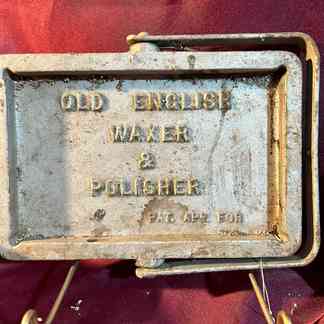 OLD ENGLISH
WAXER
&
POLISHER
PAT. APP. FOR